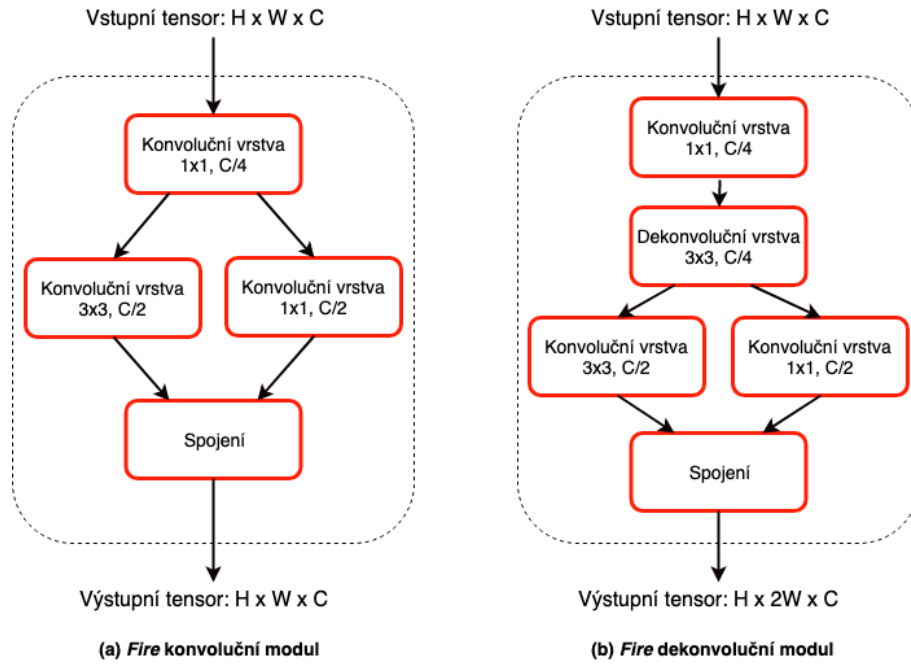 Vstupní tensor: H x W x C
Konvoluční vrstva
1x1, C/4
Konvoluční vrstva
3x3, C/2
Konvoluční vrstva
1x1, C/2
Spojení
Výstupní tensor: H x W x C
(a) Fire konvoluční modul
Vstupní tensor: H x W x C
Konvoluční vrstva
1x1, C/4
Dekonvoluční vrstva
3x3, C/4
Konvoluční vrstva
3x3, C/2
Konvoluční vrstva
1x1, C/2
Spojení
Výstupní tensor: H x 2W x C
(b) Fire dekonvoluční modul